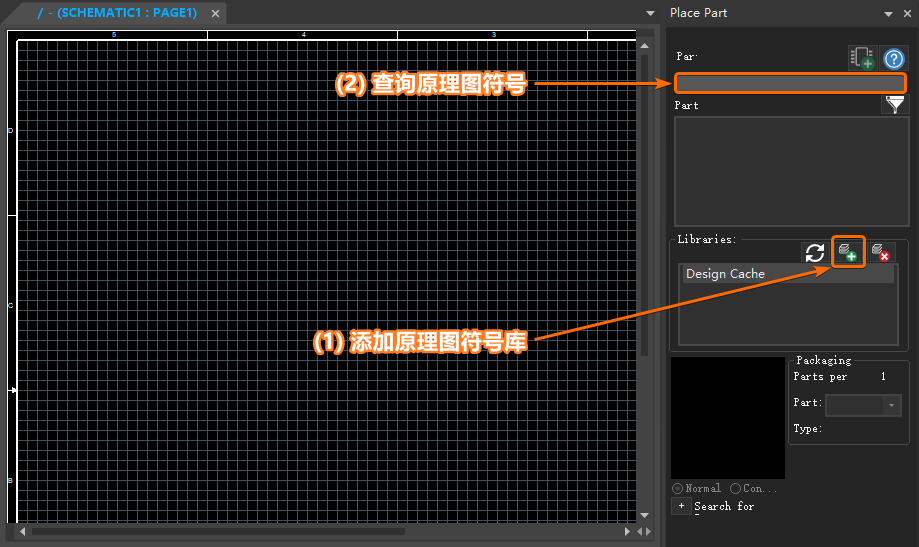 / - (SCHEMATIC1 : PAGE1)
Place Part
5
4
3
D
C
B
Par
(2) 查询原理图符号
Part
Libraries:
Design Cache
(1) 添加原理图符号库
Packaging
Parts per 1
Part:
Type:
Normal Con...
+ Search for